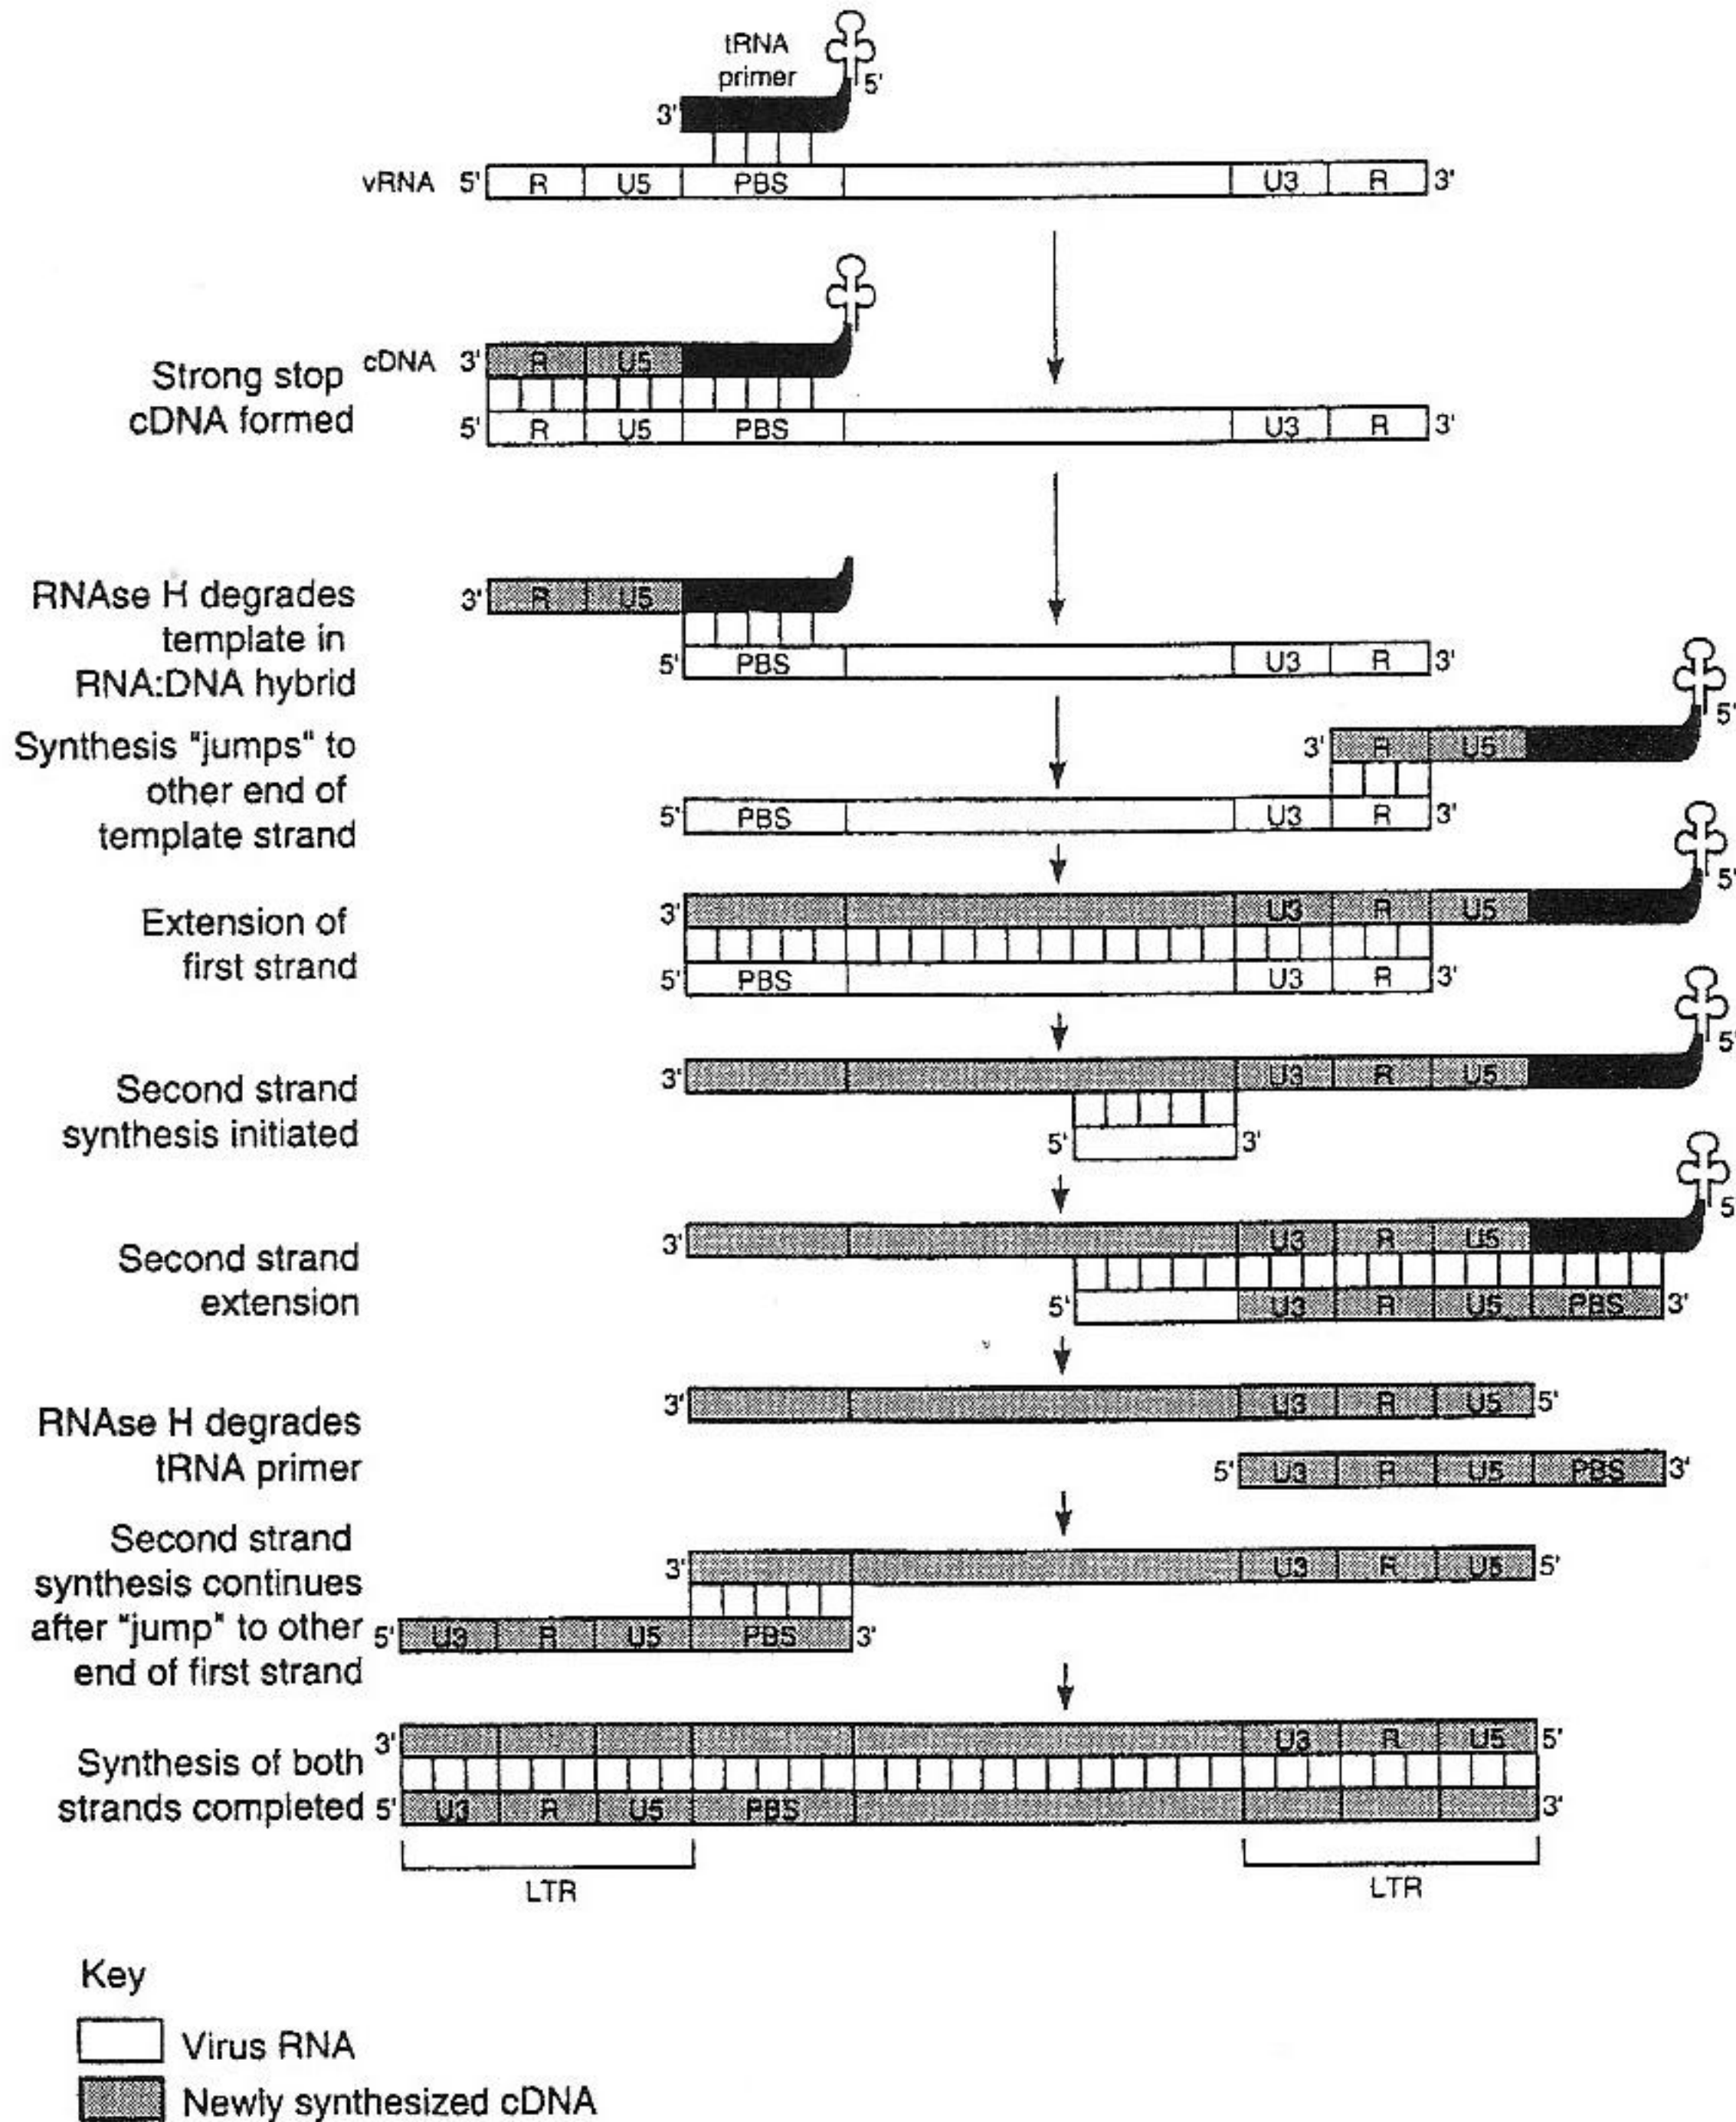 tRNA
primer
5'
3'
vRNA 5' R U5 PBS U3 R 3'
Strong stop
cDNA formed
cDNA 3' R U5
5' R U5 PBS U3 R 3'
RNAse H degrades
template in
RNA:DNA hybrid
3' R U5
5' PBS U3 R 3'
Synthesis "jumps" to
other end of
template strand
5'
3' R U5
5' PBS U3 R 3'
Extension of
first strand
5'
3' U3 R U5
5' PBS U3 R 3'
Second strand
synthesis initiated
5'
3' U3 R U5
5' 3'
Second strand
extension
5'
3' U3 R U5
5' U3 R U5 PBS 3'
RNAse H degrades
tRNA primer
3' U3 R U5 5'
5' U3 R U5 PBS 3'
Second strand
synthesis continues
after "jump" to other
end of first strand
3' U3 R U5 5'
5' U3 R U5 PBS 3'
Synthesis of both
strands completed
3' U3 R U5 5'
5' U3 R U5 PBS 3'
LTR LTR
Key
Virus RNA
Newly synthesized cDNA